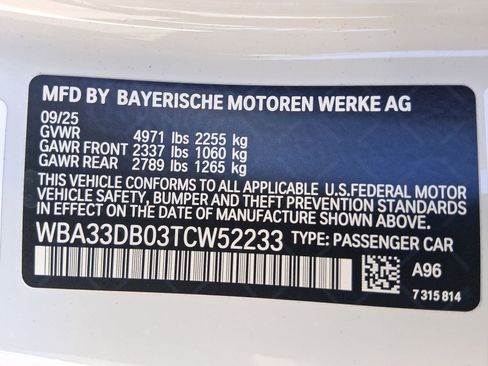 MFD BY BAYERISCHE MOTOREN WERKE AG
09/25
GVWR 4971 lbs 2255 kg
GAWR FRONT 2337 lbs 1060 kg
GAWR REAR 2789 lbs 1265 kg
THIS VEHICLE CONFORMS TO ALL APPLICABLE U.S.FEDERAL MOTOR
VEHICLE SAFETY, BUMPER AND THEFT PREVENTION STANDARDS
IN EFFECT ON THE DATE OF MANUFACTURE SHOWN ABOVE.
WBA33DB03TCW52233 TYPE: PASSENGER CAR
A96
7 315 814